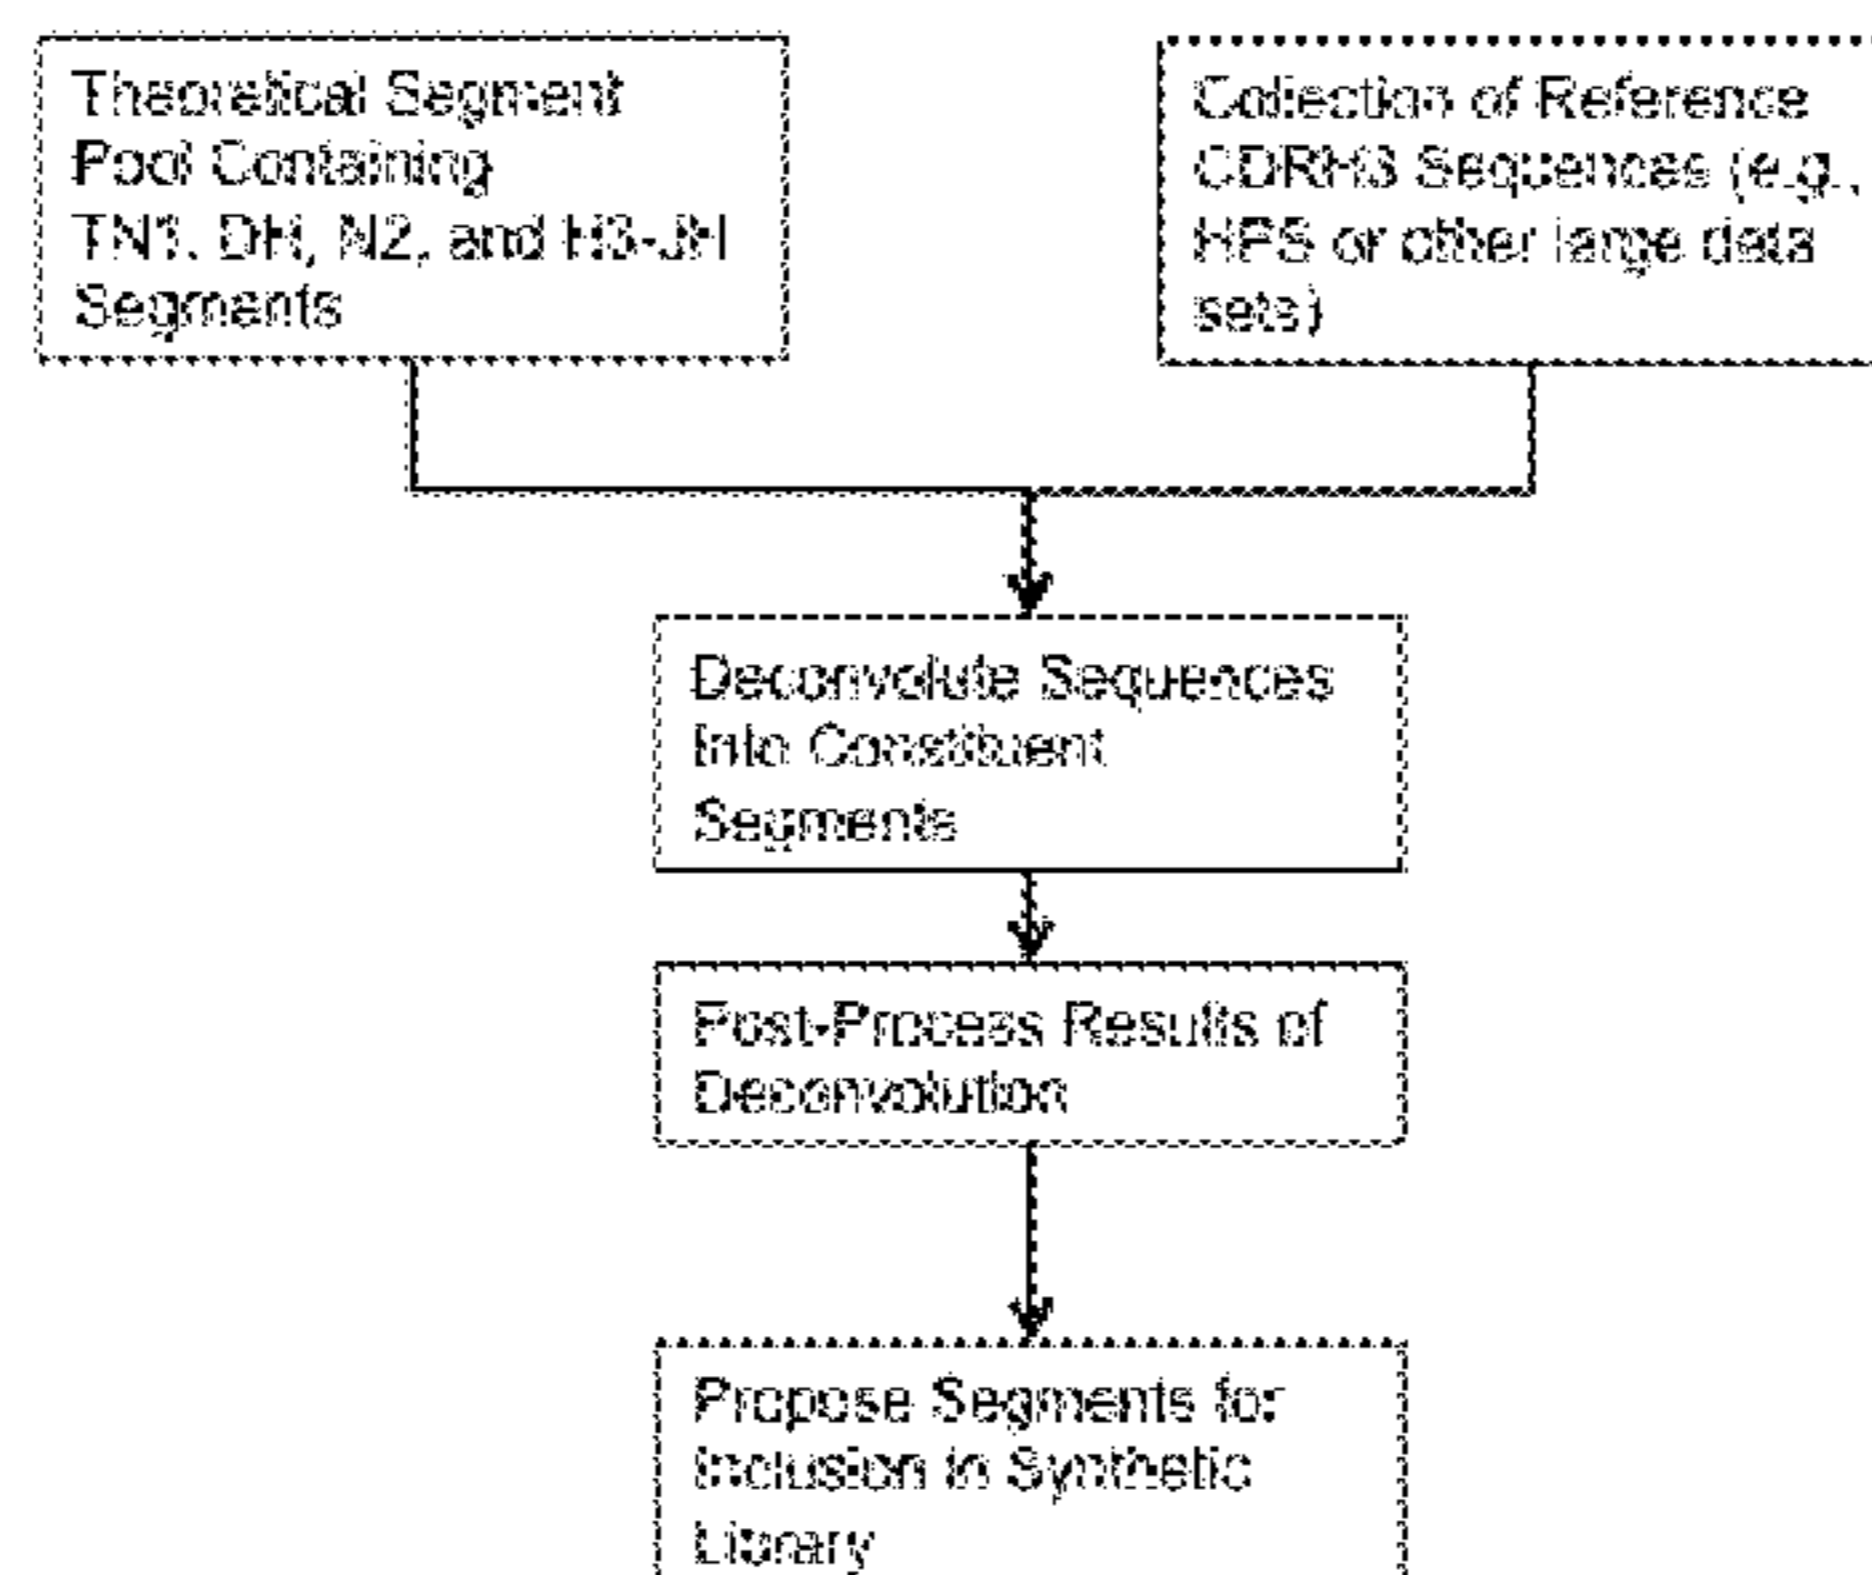 Theoretical Segment
Pool Containing
TN1, DH, N2, and H3-JH
Segments
Collection of Reference
CDRH3 Sequences (e.g.,
HPS or other large data
sets)
Deconvolute Sequences
Into Constituent
Segments
Post-Process Results of
Deconvolution
Propose Segments for
Inclusion in Synthetic
Library